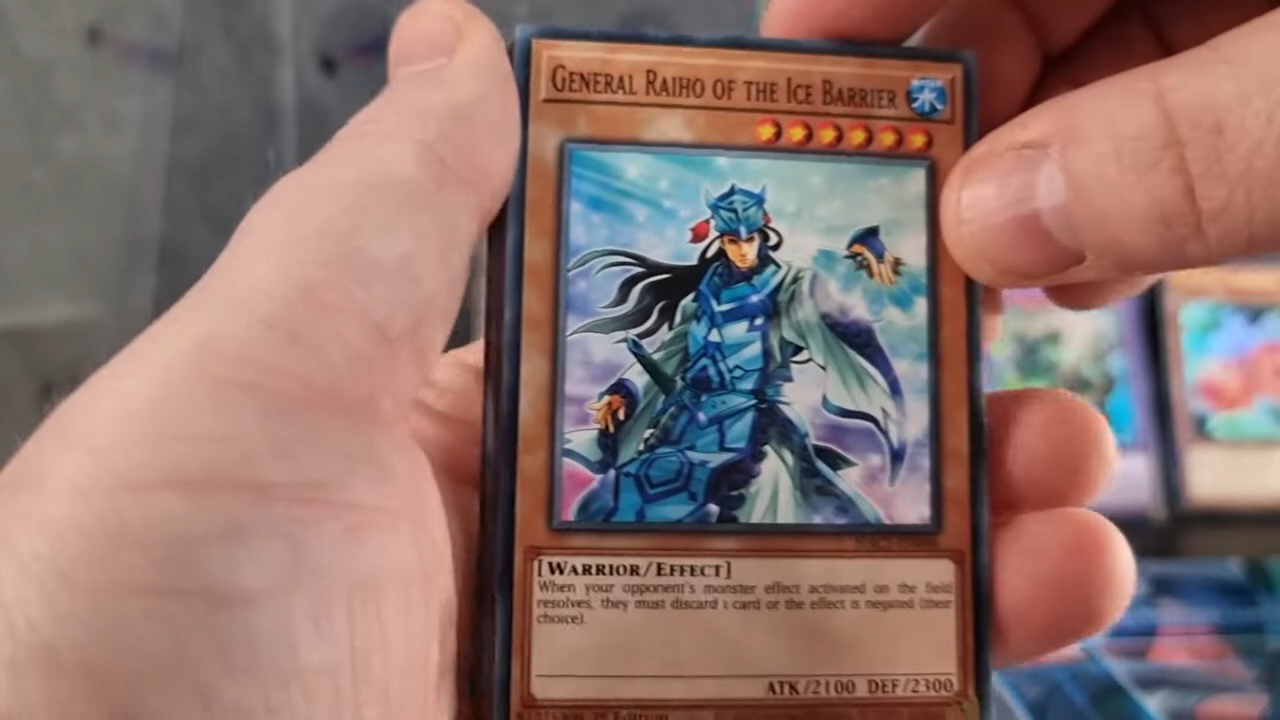 GENERAL RAIHO OF THE ICE BARRIER
水
[WARRIOR/EFFECT]
When your opponent's monster effect activated on the field
resolves, they must discard 1 card or the effect is negated (their
choice).
ATK/2100 DEF/2300
Edition